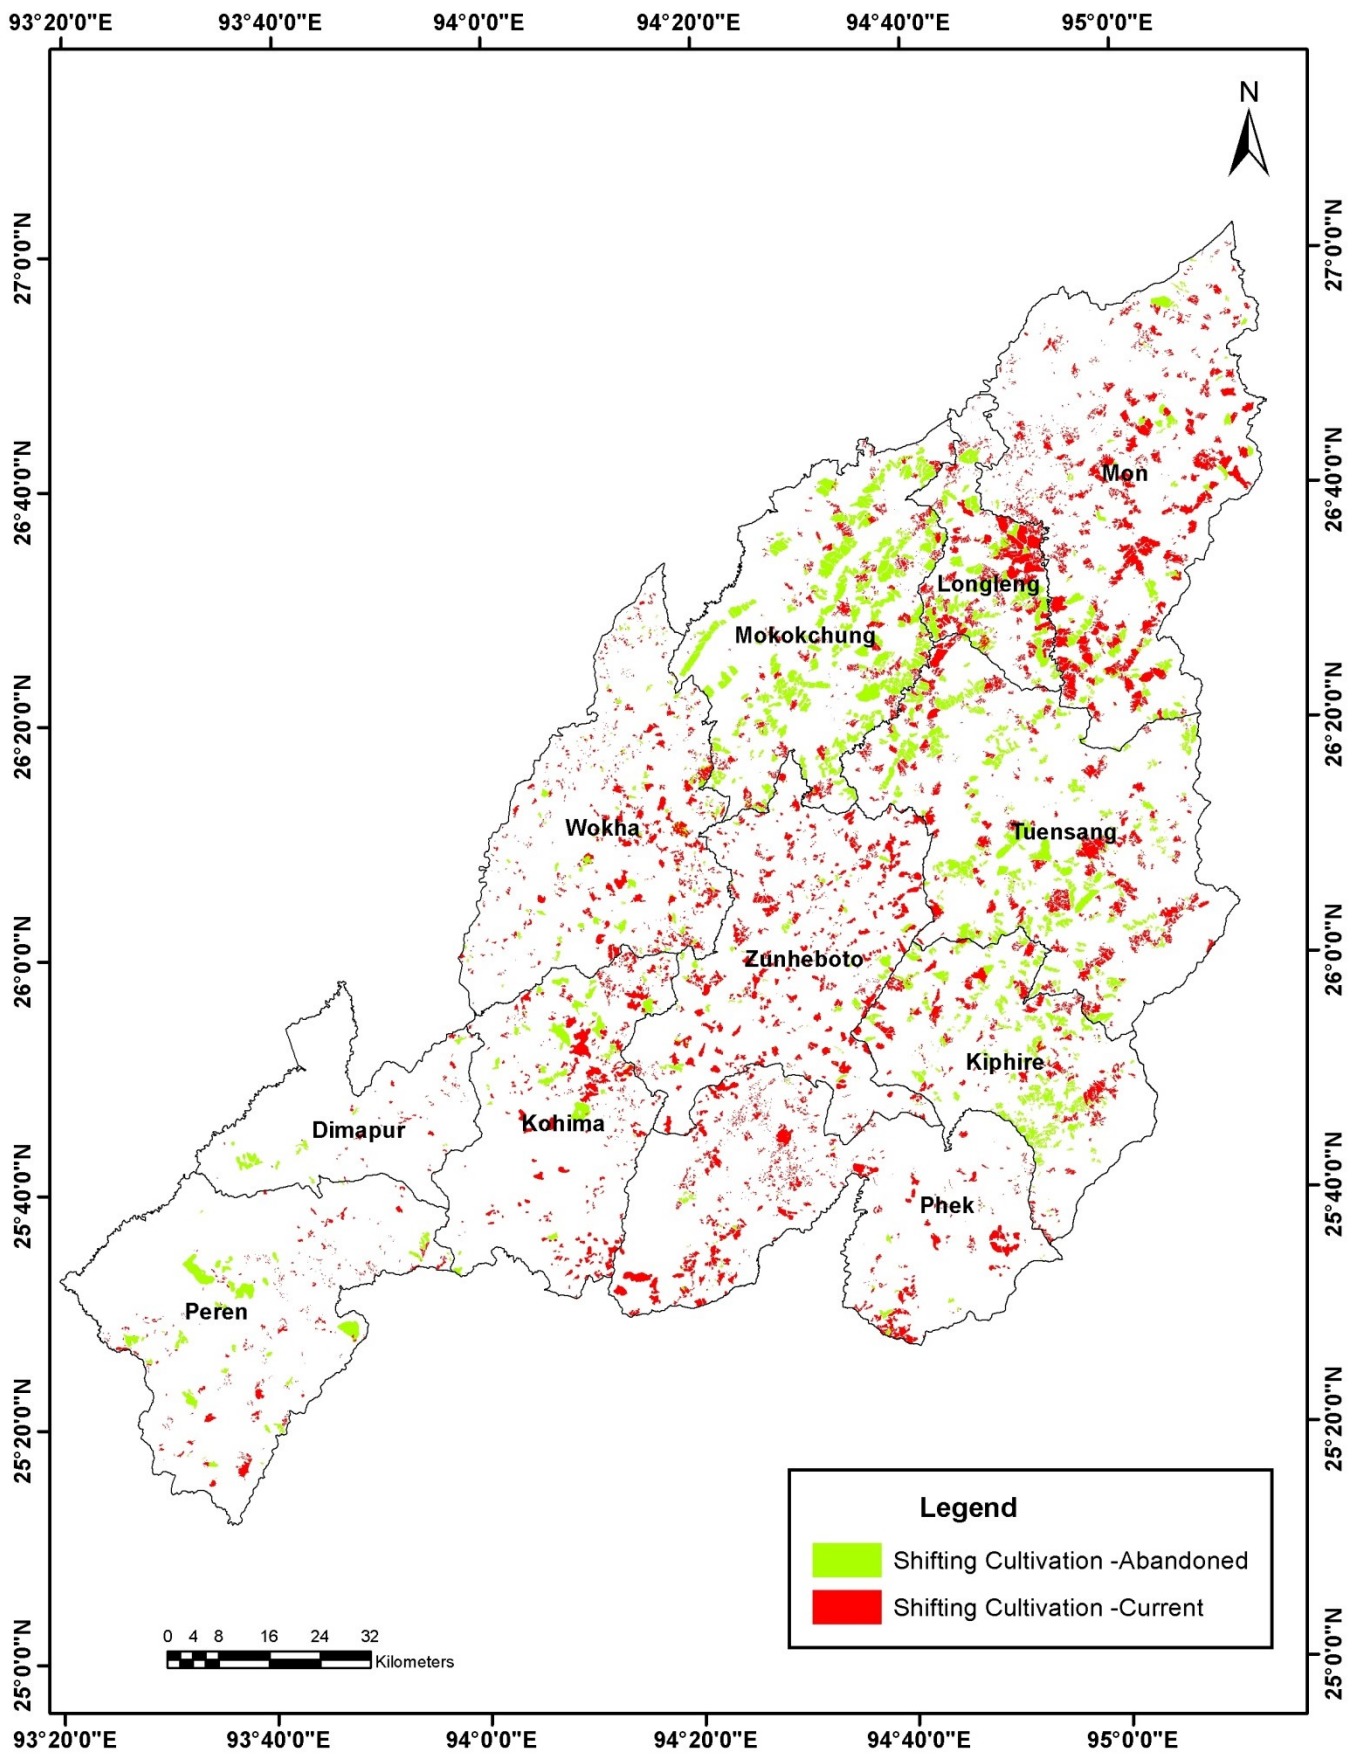 93°20'0"E 93°40'0"E 94°0'0"E 94°20'0"E 94°40'0"E 95°0'0"E
N
27°0'0"N 27°0'0"N
26°40'0"N 26°40'0"N
Mon
Longleng
Mokokchung
26°20'0"N 26°20'0"N
Wokha
Tuensang
26°0'0"N 26°0'0"N
Zunheboto
Kiphire
Kohima
Dimapur
25°40'0"N 25°40'0"N
Phek
Peren
25°20'0"N 25°20'0"N
Legend
Shifting Cultivation -Abandoned
Shifting Cultivation -Current
0 4 8 16 24 32
Kilometers
25°0'0"N 25°0'0"N
93°20'0"E 93°40'0"E 94°0'0"E 94°20'0"E 94°40'0"E 95°0'0"E